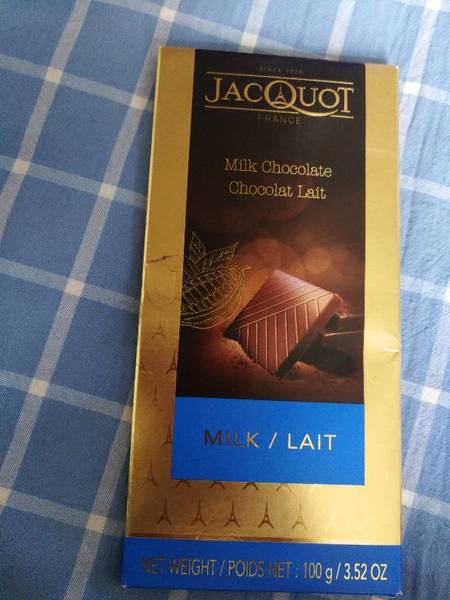 SINCE 1920
JACQUOT
FRANCE
Milk Chocolate
Chocolat Lait
MILK / LAIT
NET WEIGHT / POIDS NET : 100 g / 3.52 OZ